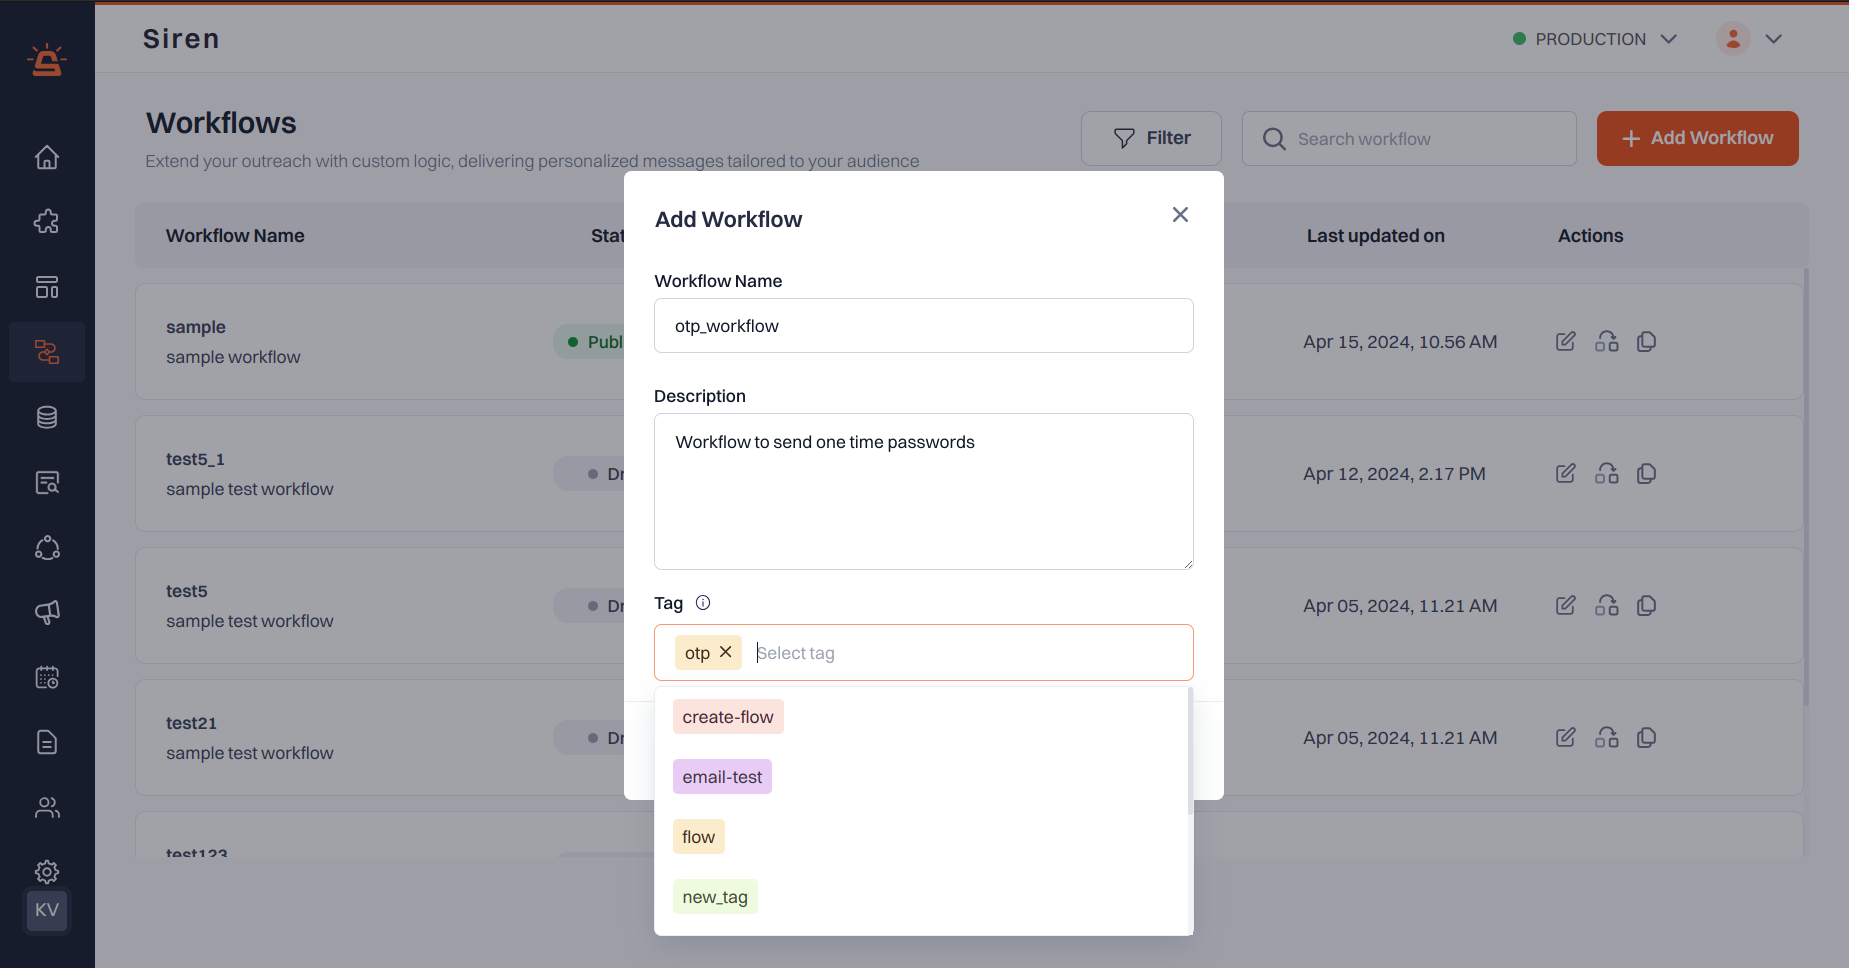 Siren
PRODUCTION
Workflows
Extend your outreach with custom logic, delivering personalized messages tailored to your audience
Filter
Search workflow
Add Workflow
Workflow Name
Stat
Last updated on
Actions
sample
sample workflow
Publ
Apr 15, 2024, 10.56 AM
test5_1
sample test workflow
Dr
Apr 12, 2024, 2.17 PM
test5
sample test workflow
Dr
Apr 05, 2024, 11.21 AM
test21
sample test workflow
Dr
Apr 05, 2024, 11.21 AM
test123
KV
Add Workflow
Workflow Name
otp_workflow
Description
Workflow to send one time passwords
Tag
otp
Select tag
create-flow
email-test
flow
new_tag